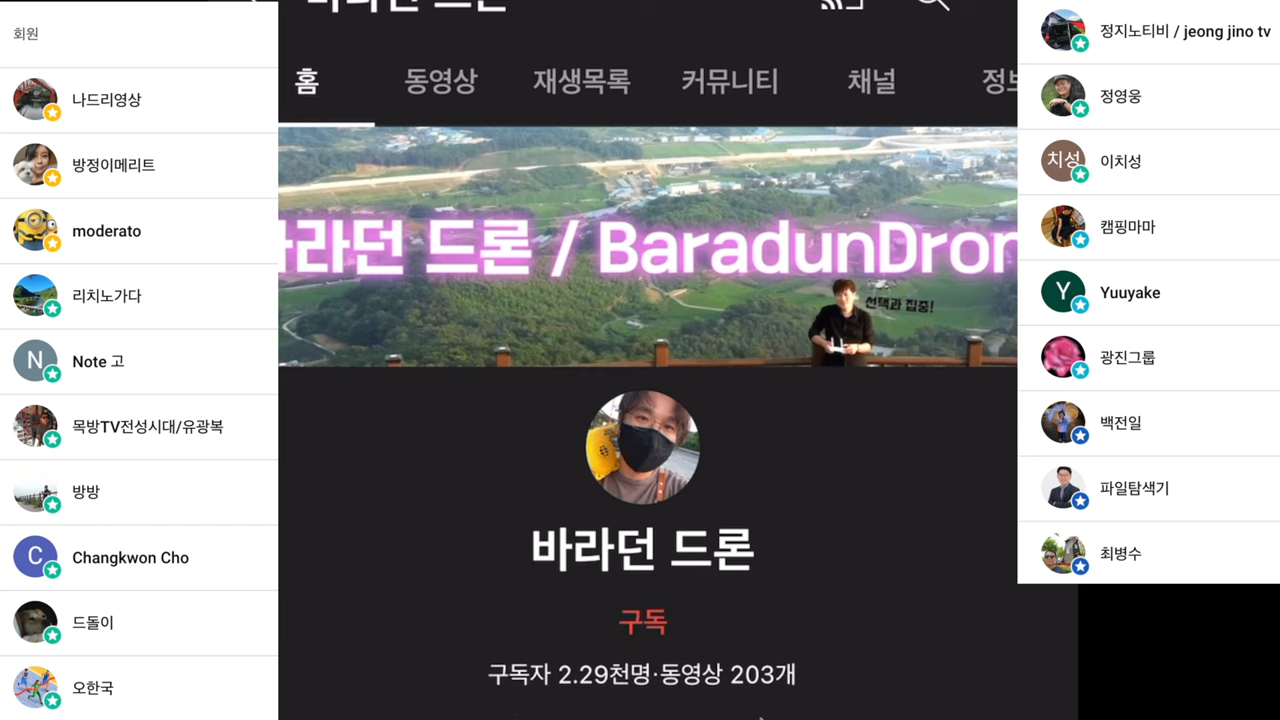 회원
나드리영상
방정이메리트
moderato
리치노가다
N
Note 고
목방TV전성시대/유광복
방방
C
Changkwon Cho
드돌이
오한국
바라던 드론
홈 동영상 재생목록 커뮤니티 채널
바라던 드론 / BaradunDron
선택과 집중!
바라던 드론
구독
구독자 2.29천명·동영상 203개
정지노티비 / jeong jino tv
정영웅
치성
이치성
캠핑마마
Y
Yuuyake
광진그룹
백전일
파일탐색기
최병수